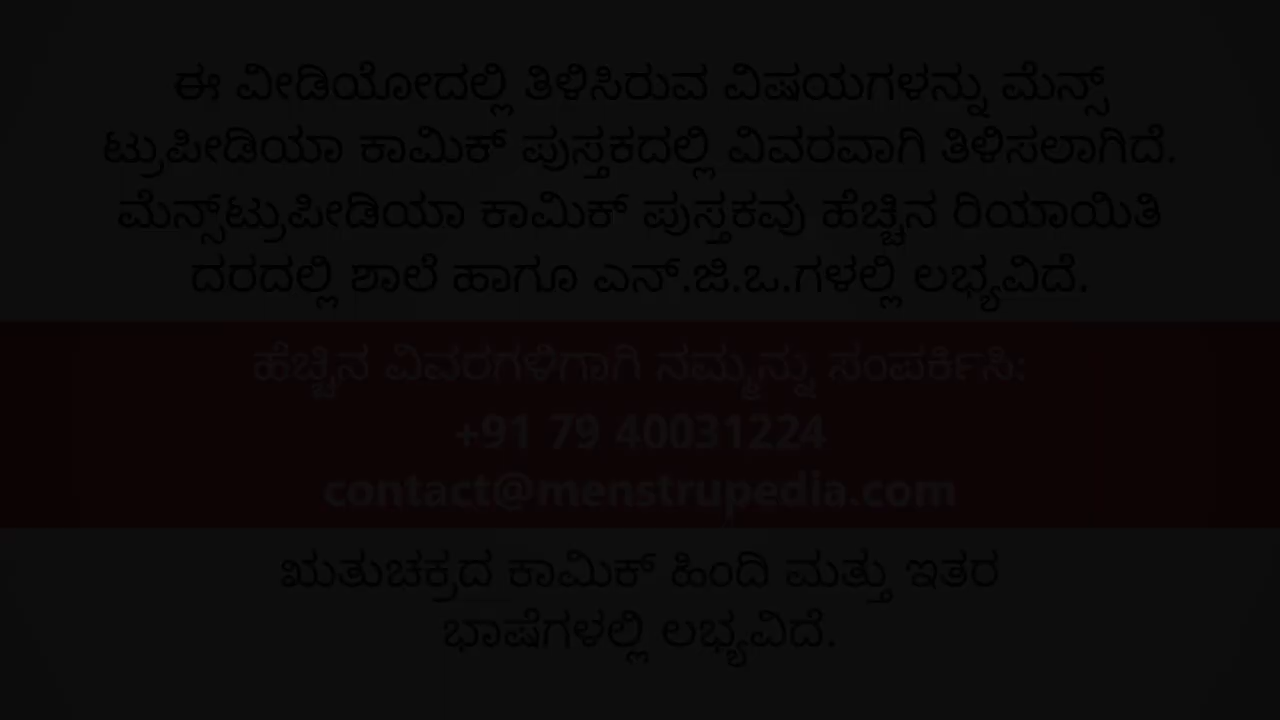 ಈ ವೀಡಿಯೋದಲ್ಲಿ ತಿಳಿಸಿರುವ ವಿಷಯಗಳನ್ನು ಮೆನ್ಸ್
ಟ್ರುಪೀಡಿಯಾ ಕಾಮಿಕ್ ಪುಸ್ತಕದಲ್ಲಿ ವಿವರವಾಗಿ ತಿಳಿಸಲಾಗಿದೆ.
ಮೆನ್ಸ್‌ಟ್ರುಪೀಡಿಯಾ ಕಾಮಿಕ್ ಪುಸ್ತಕವು ಹೆಚ್ಚಿನ ರಿಯಾಯಿತಿ
ದರದಲ್ಲಿ ಶಾಲೆ ಹಾಗೂ ಎನ್.ಜಿ.ಒ.ಗಳಲ್ಲಿ ಲಭ್ಯವಿದೆ.
ಹೆಚ್ಚಿನ ವಿವರಗಳಿಗಾಗಿ ನಮ್ಮನ್ನು ಸಂಪರ್ಕಿಸಿ:
+91 79 40031224
contact@menstrupedia.com
ಋತುಚಕ್ರದ ಕಾಮಿಕ್ ಹಿಂದಿ ಮತ್ತು ಇತರ
ಭಾಷೆಗಳಲ್ಲಿ ಲಭ್ಯವಿದೆ.